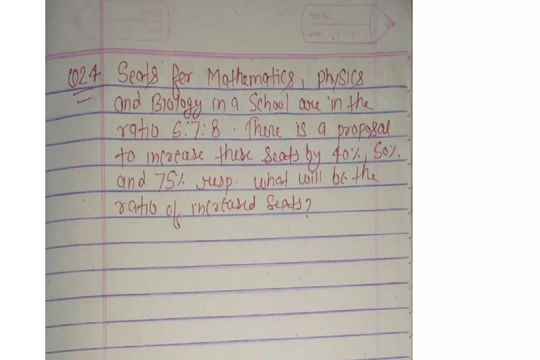 Q24 Seats for Mathematics, Physics
and Biology in a School are in the
ratio 5:7:8. There is a proposal
to increase these Seats by 40%, 50%
and 75% resp. what will be the
ratio of increased Seats?